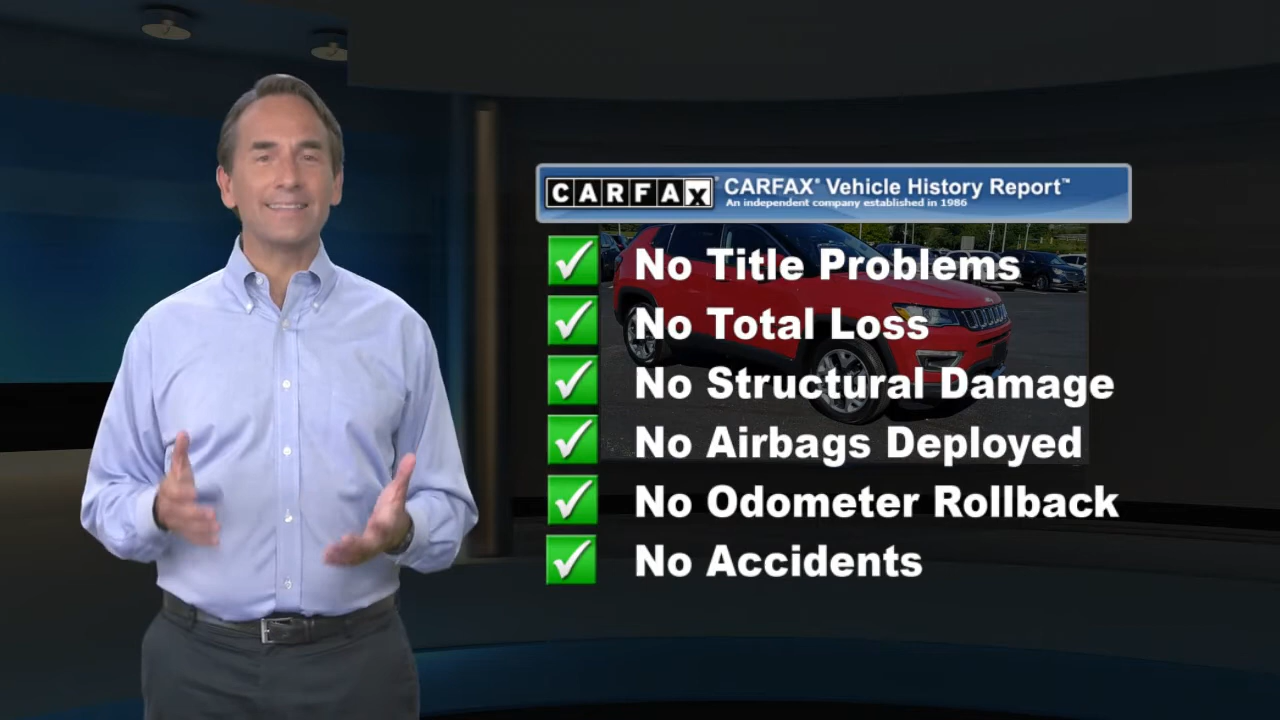 CARFAX® CARFAX® Vehicle History Report™
An independent company established in 1986
No Title Problems
No Total Loss
No Structural Damage
No Airbags Deployed
No Odometer Rollback
No Accidents